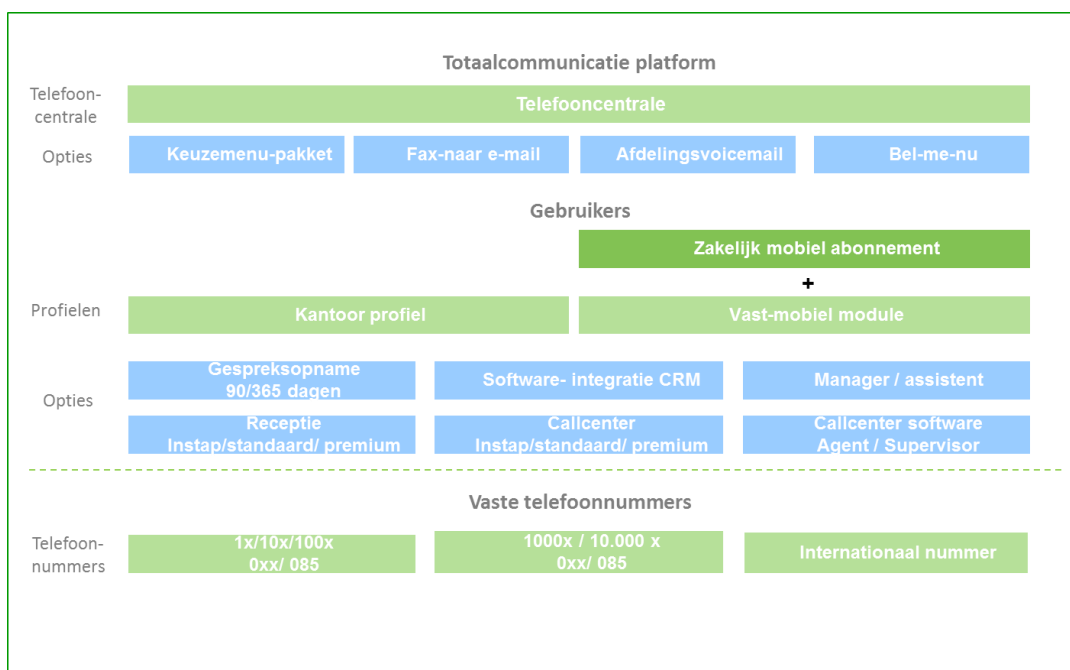 Totaalcommunicatie platform
Telefoon-
centrale
Telefooncentrale
Opties
Keuzemenu-pakket
Fax-naar e-mail
Afdelingsvoicemail
Bel-me-nu
Gebruikers
Zakelijk mobiel abonnement
+
Profielen
Kantoor profiel
Vast-mobiel module
Opties
Gespreksopname
90/365 dagen
Software- integratie CRM
Manager / assistent
Receptie
Instap/standaard/ premium
Callcenter
Instap/standaard/ premium
Callcenter software
Agent / Supervisor
Vaste telefoonnummers
Telefoon-
nummers
1x/10x/100x
0xx/ 085
1000x / 10.000 x
0xx/ 085
Internationaal nummer